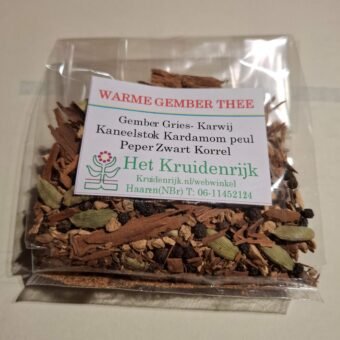 WARME GEMBER THEE
Gember Gries- Karwij
Kaneelstok Kardamom peul
Peper Zwart Korrel
Het Kruidenrijk
Kruidenrijk.nl/webwinkel
Haaren(NBr) T: 06-11452124